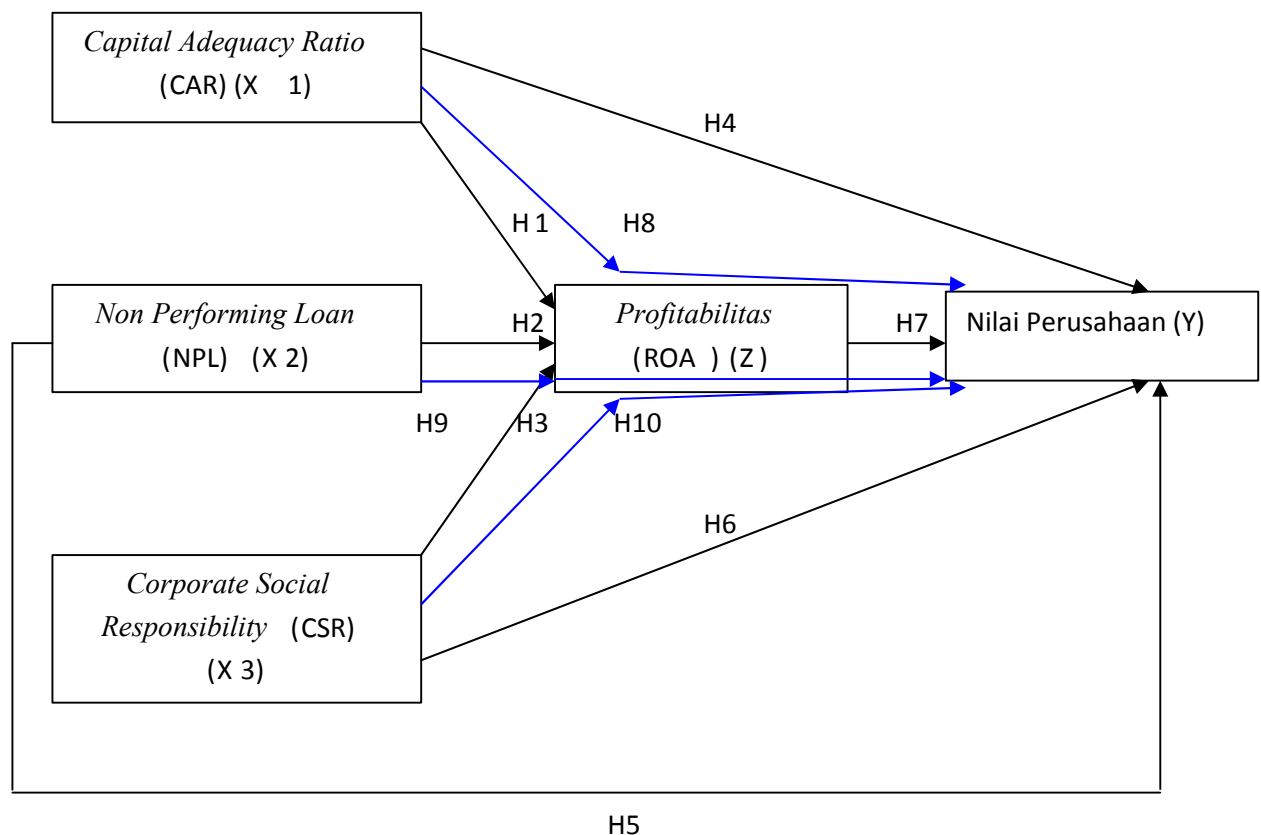 Capital Adequacy Ratio
(CAR) (X 1)
H4
H 1
H8
Non Performing Loan
(NPL) (X 2)
H2
Profitabilitas
(ROA ) (Z )
H7
Nilai Perusahaan (Y)
H9
H3
H10
H6
Corporate Social
Responsibility (CSR)
(X 3)
H5